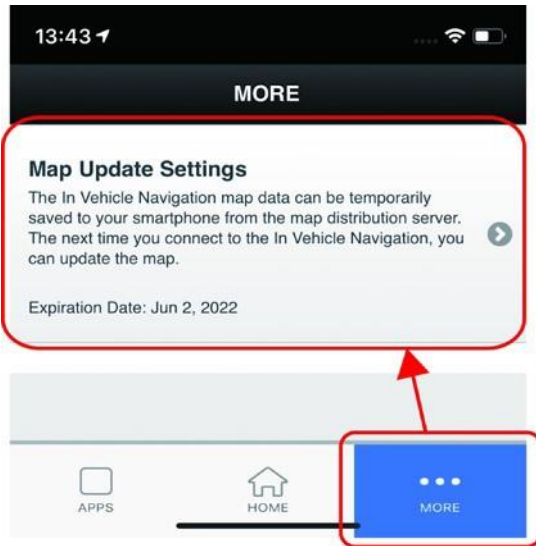 13:43
MORE
Map Update Settings
The In Vehicle Navigation map data can be temporarily
saved to your smartphone from the map distribution server.
The next time you connect to the In Vehicle Navigation, you
can update the map.
Expiration Date: Jun 2, 2022
APPS
HOME
MORE